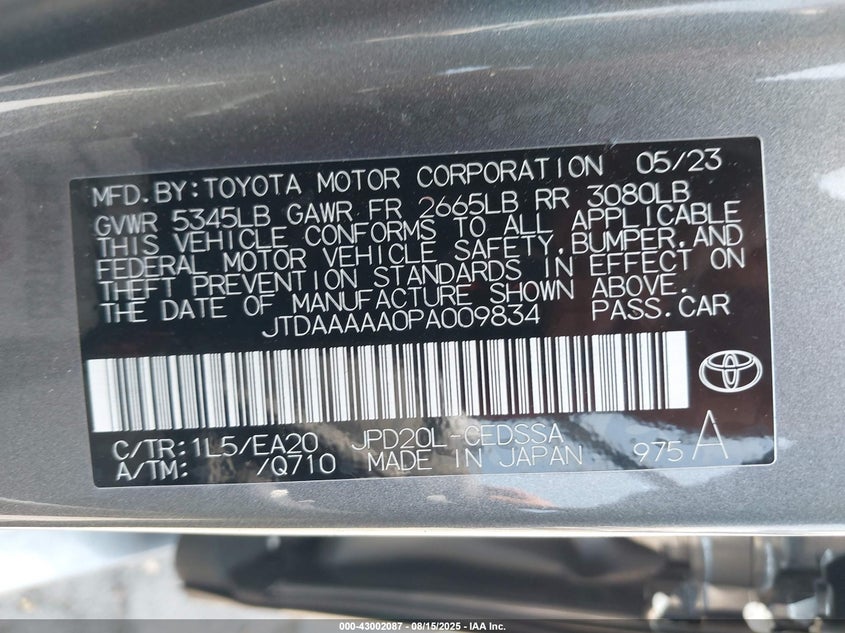 MFD.BY:TOYOTA MOTOR CORPORATION 05/23
GVWR 5345LB GAWR FR 2665LB RR 3080LB
THIS VEHICLE CONFORMS TO ALL APPLICABLE
FEDERAL MOTOR VEHICLE SAFETY,BUMPER,AND
THEFT PREVENTION STANDARDS IN EFFECT ON
THE DATE OF MANUFACTURE SHOWN ABOVE.
JTDAAAAA0PA009834 PASS.CAR
C/TR:1L5/EA20 JPD20L-CEDSSA
A/TM: /Q710 MADE IN JAPAN 975 A
000-43002087 - 08/15/2025 - IAA Inc.